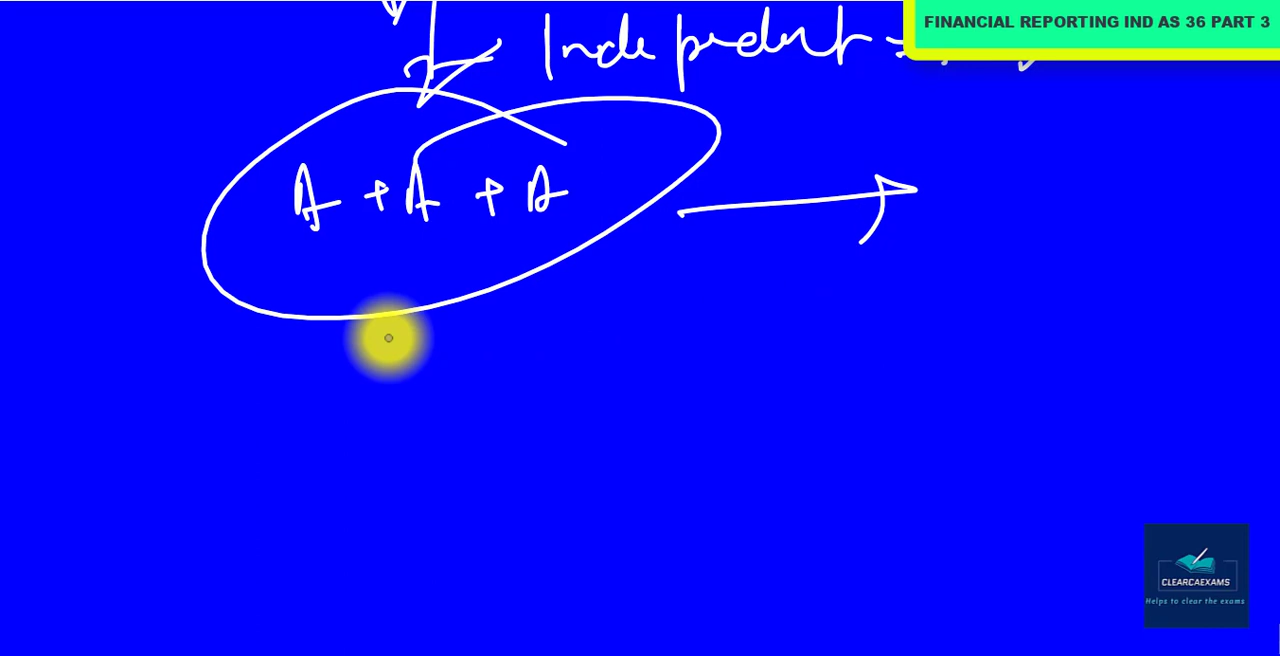 FINANCIAL REPORTING IND AS 36 PART 3
Independent
A + A + A
CLEARCAEXAMS
Helps to clear the exams